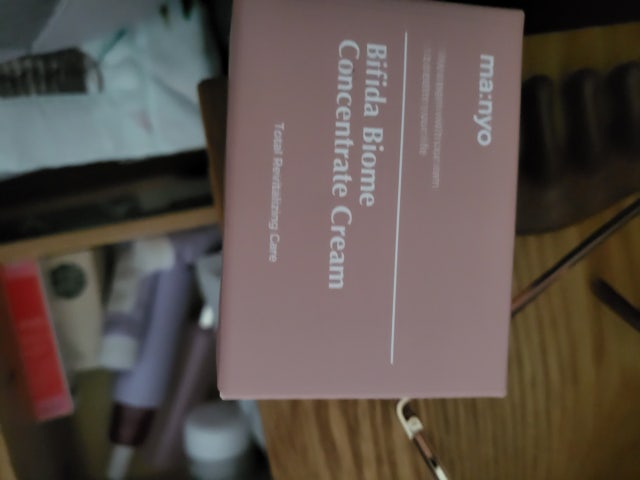 ma:nyo
Bifida Biome
Concentrate Cream
Total Revitalizing Care